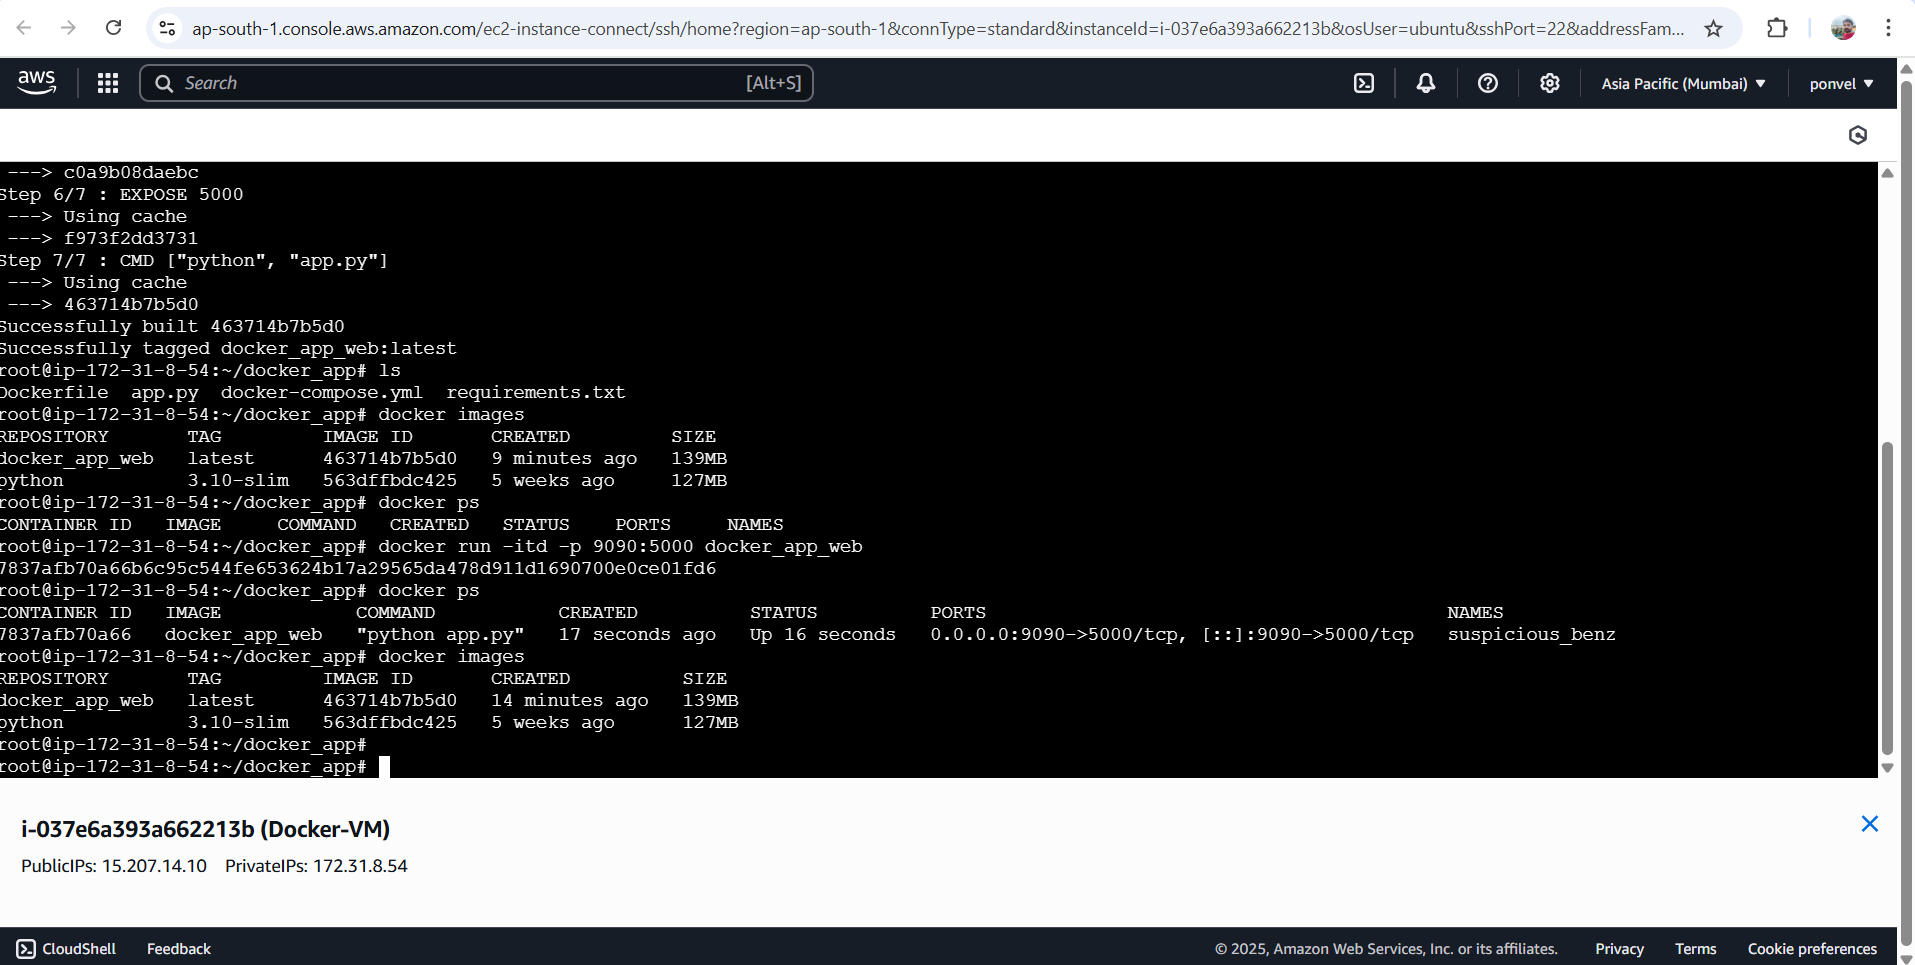 ap-south-1.console.aws.amazon.com/ec2-instance-connect/ssh/home?region=ap-south-1&connType=standard&instanceId=i-037e6a393a662213b&osUser=ubuntu&sshPort=22&addressFam...
aws
Search [Alt+S]
Asia Pacific (Mumbai)
ponvel
---> c0a9b08daebc
Step 6/7 : EXPOSE 5000
---> Using cache
---> f973f2dd3731
Step 7/7 : CMD ["python", "app.py"]
---> Using cache
---> 463714b7b5d0
Successfully built 463714b7b5d0
Successfully tagged docker_app_web:latest
root@ip-172-31-8-54:~/docker_app# ls
Dockerfile app.py docker-compose.yml requirements.txt
root@ip-172-31-8-54:~/docker_app# docker images
REPOSITORY TAG IMAGE ID CREATED SIZE
docker_app_web latest 463714b7b5d0 9 minutes ago 139MB
python 3.10-slim 563dffbdc425 5 weeks ago 127MB
root@ip-172-31-8-54:~/docker_app# docker ps
CONTAINER ID IMAGE COMMAND CREATED STATUS PORTS NAMES
root@ip-172-31-8-54:~/docker_app# docker run -itd -p 9090:5000 docker_app_web
7837afb70a66b6c95c544fe653624b17a29565da478d911d1690700e0ce01fd6
root@ip-172-31-8-54:~/docker_app# docker ps
CONTAINER ID IMAGE COMMAND CREATED STATUS PORTS NAMES
7837afb70a66 docker_app_web "python app.py" 17 seconds ago Up 16 seconds 0.0.0.0:9090->5000/tcp, [::]:9090->5000/tcp suspicious_benz
root@ip-172-31-8-54:~/docker_app# docker images
REPOSITORY TAG IMAGE ID CREATED SIZE
docker_app_web latest 463714b7b5d0 14 minutes ago 139MB
python 3.10-slim 563dffbdc425 5 weeks ago 127MB
root@ip-172-31-8-54:~/docker_app#
root@ip-172-31-8-54:~/docker_app#
i-037e6a393a662213b (Docker-VM)
PublicIPs: 15.207.14.10 PrivateIPs: 172.31.8.54
CloudShell Feedback © 2025, Amazon Web Services, Inc. or its affiliates. Privacy Terms Cookie preferences